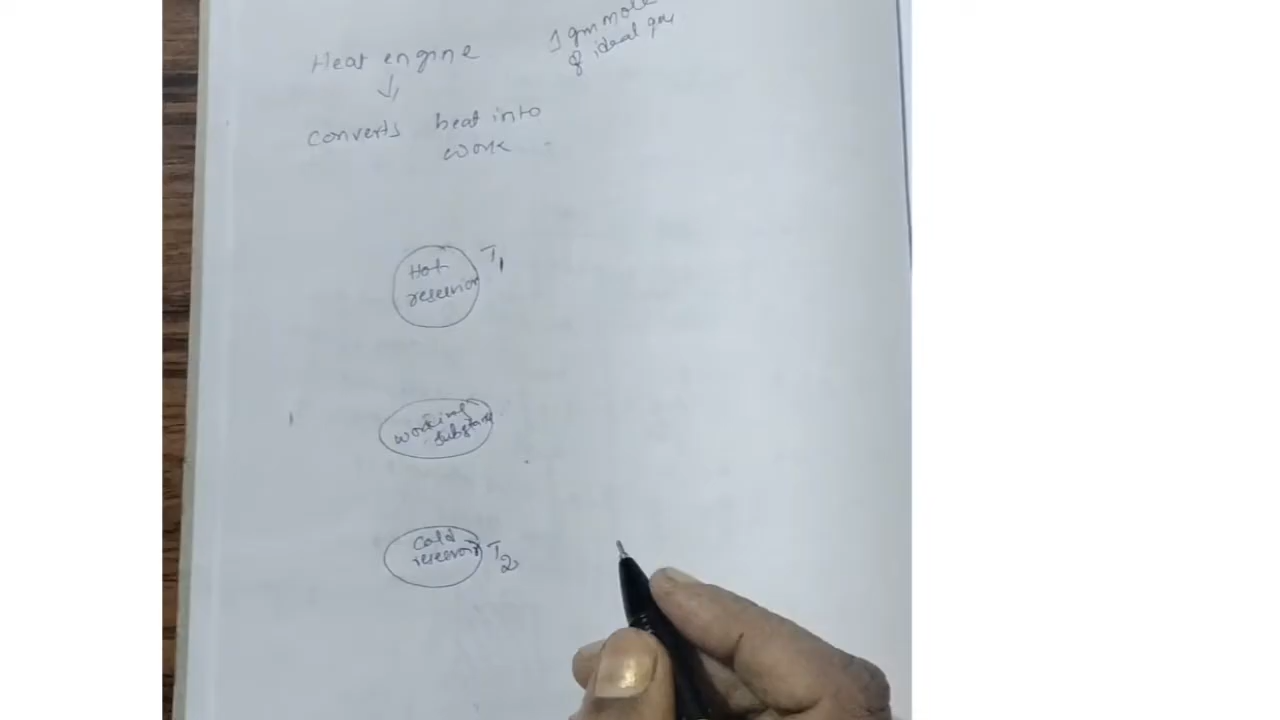 Heat engine
1 gm mole
of ideal gas
converts heat into
work
Hot
reservoir
T1
working
substance
cold
reservoir
T2